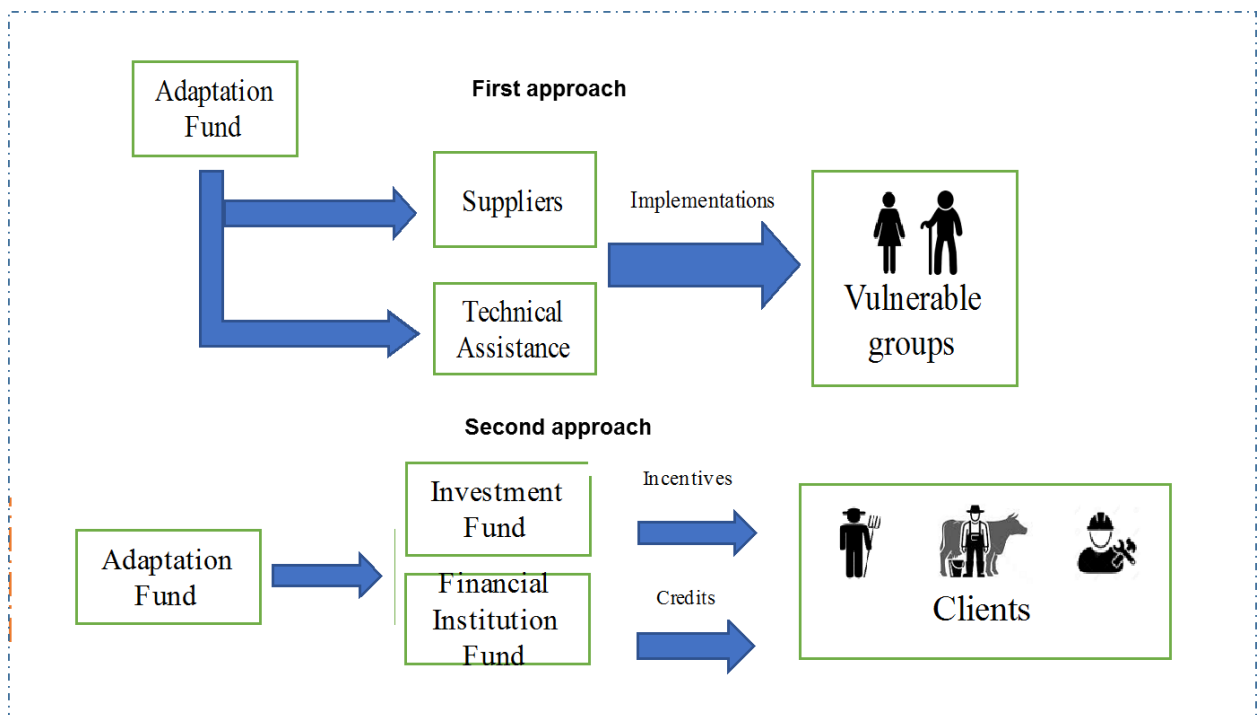 First approach
Adaptation
Fund
Suppliers
Implementations
Technical
Assistance
Vulnerable
groups
Second approach
Investment
Fund
Incentives
Adaptation
Fund
Financial
Institution
Fund
Credits
Clients